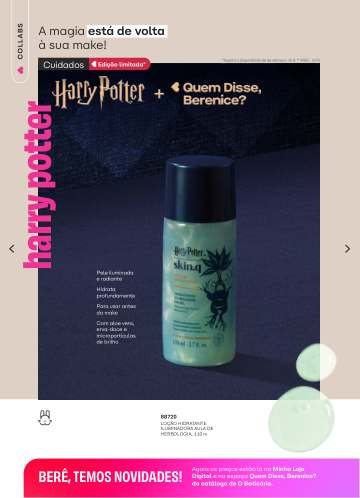 COLLABS
A magia está de volta
à sua make!
Cuidados
Edição limitada*
Harry Potter + Quem Disse,
Berenice?
harry potter
Harry Potter
skin.q
Pele iluminada
e radiante
Hidrata
profundamente
Para usar antes
da make
Com aloe vera,
erva-doce e
micropartículas
de brilho
88720
LOÇÃO HIDRATANTE
ILUMINADORA AULA DE
HERBOLOGIA, 110 ml
BERÊ, TEMOS NOVIDADES!
Agora os preços estão lá na Minha Loja
Digital e no espaço Quem Disse, Berenice?
do catálogo de O Boticário.